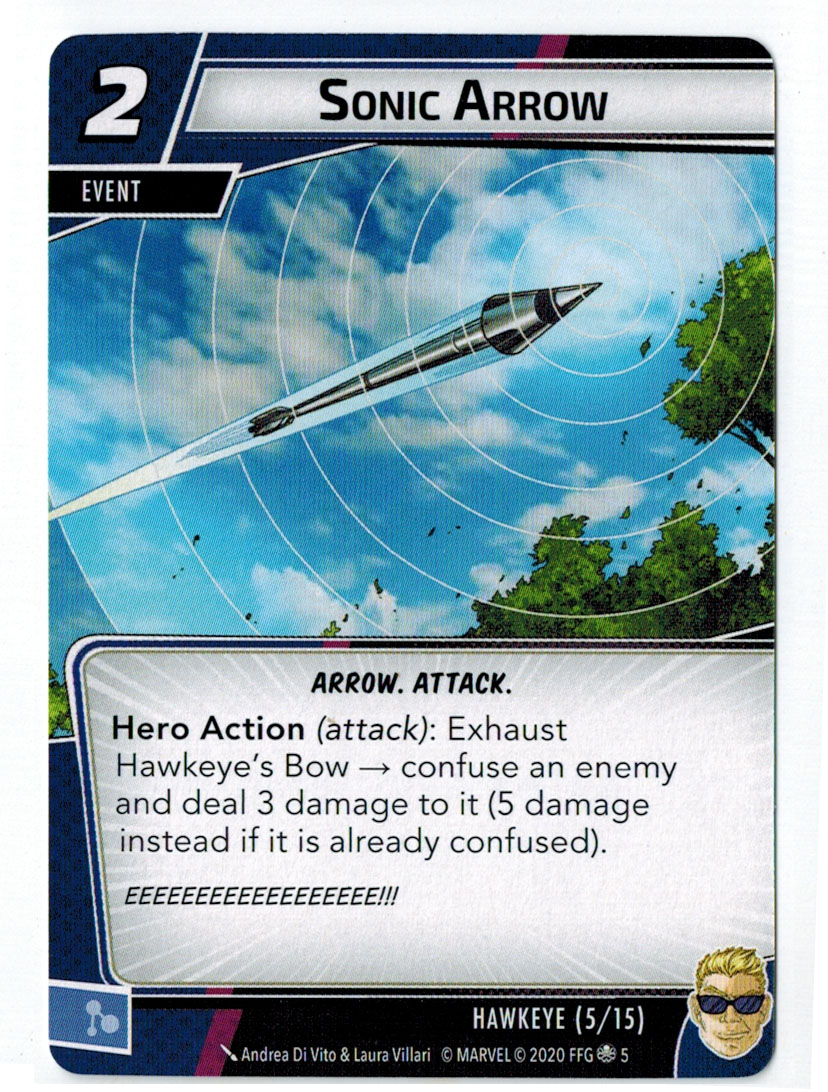 2
SONIC ARROW
EVENT
ARROW. ATTACK.
Hero Action (attack): Exhaust
Hawkeye's Bow → confuse an enemy
and deal 3 damage to it (5 damage
instead if it is already confused).
EEEEEEEEEEEEEEEEEE!!!
HAWKEYE (5/15)
Andrea Di Vito & Laura Villari © MARVEL © 2020 FFG 5